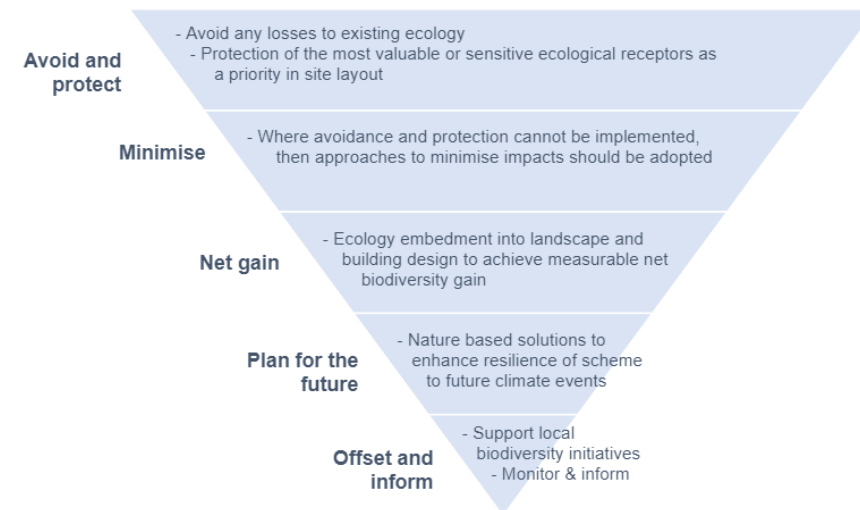 Avoid and
protect
- Avoid any losses to existing ecology
- Protection of the most valuable or sensitive ecological receptors as
a priority in site layout
Minimise
- Where avoidance and protection cannot be implemented,
then approaches to minimise impacts should be adopted
Net gain
- Ecology embedment into landscape and
building design to achieve measurable net
biodiversity gain
Plan for the
future
- Nature based solutions to
enhance resilience of scheme
to future climate events
Offset and
inform
- Support local
biodiversity initiatives
- Monitor & inform